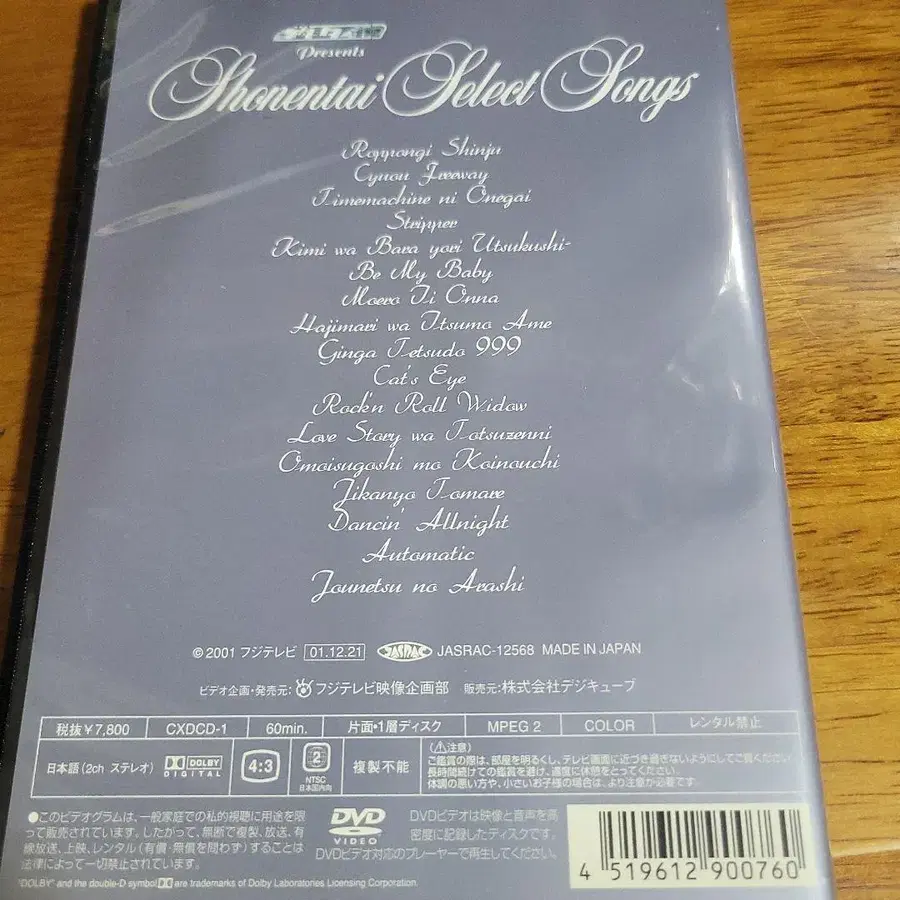 Presents
Shonentai Select Songs
Roppongi Shinju
Cyuou Freeway
Timemachine ni Onegai
Stripper
Kimi wa Bara yori Utsukushi-
Be My Baby
Moero Ii Onna
Hajimari wa Itsumo Ame
Ginga Tetsudo 999
Cat's Eye
Rock'n Roll Widow
Love Story wa Totsuzenni
Omoisugoshi mo Koinouchi
Jikanyo Tomare
Dancin' Allnight
Automatic
Jounetsu no Arashi
©2001 フジテレビ 01.12.21 JASRAC JASRAC-12568 MADE IN JAPAN
ビデオ企画・発売元: フジテレビ映像企画部 販売元:株式会社デジキューブ
税抜¥7,800 CXDCD-1 60min. 片面・1層ディスク MPEG 2 COLOR レンタル禁止
日本語(2ch ステレオ) DOLBY DIGITAL 4:3 2 NTSC 日本国内向 複製不能
(注意)
ご鑑賞の際は、部屋を明るくし、テレビ画面に近づき過ぎないようにしてご覧
長時間続けての鑑賞を避け、適度に休憩をとってください。
体調の悪い方や、小さいお子様の場合は、より注意が必要です。
●このビデオグラムは、一般家庭での私的視聴に用途を限
って販売されています。したがって、無断で複製、放送、有
線放送、上映、レンタル(有償・無償を問わず)することは
法律によって一切禁止されています。
DVD VIDEO
DVDビデオは映像と音声を高
密度に記録したディスクです。
DVDビデオ対応のプレーヤーで再生してください。
"DOLBY" and the double-D symbol are trademarks of Dolby Laboratories Licensing Corporation.
4 519612 900760